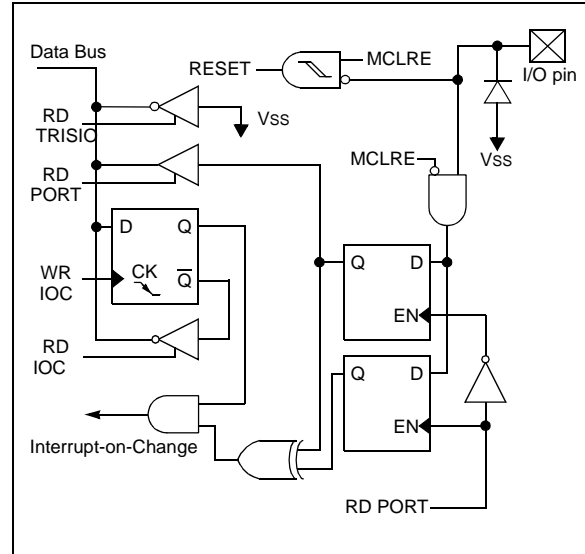 Data Bus
MCLRE
RESET
I/O pin
RD
TRISIO
VSS
VSS
RD
PORT
MCLRE
D
Q
WR
IOC
CK
Q
Q
D
EN
RD
IOC
Q
D
EN
Interrupt-on-Change
RD PORT